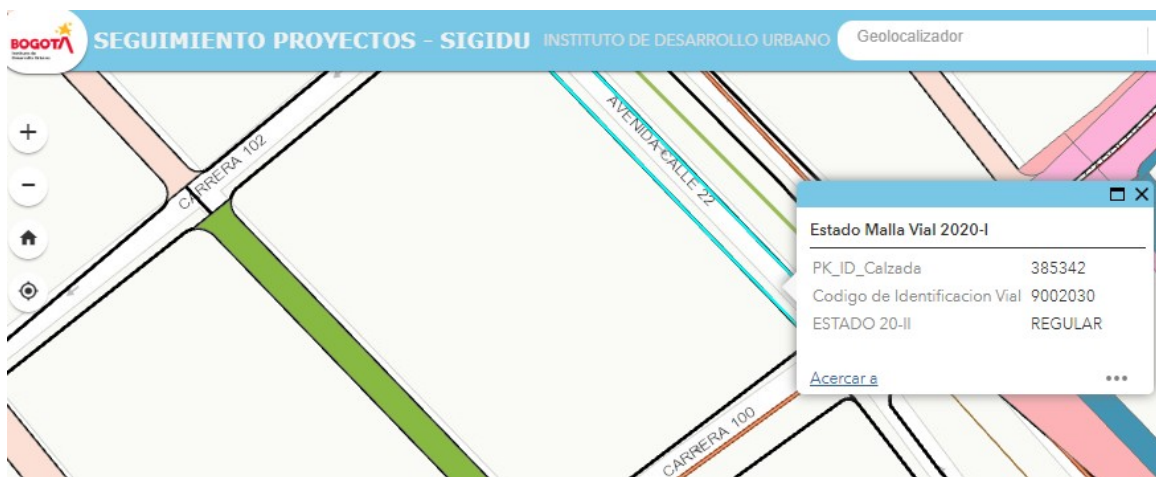 BOGOTÁ
SEGUIMIENTO PROYECTOS - SIGIDU INSTITUTO DE DESARROLLO URBANO
Geolocalizador
CARRERA 102
AVENIDA CALLE 22
CARRERA 100
Estado Malla Vial 2020-I
PK_ID_Calzada 385342
Codigo de Identificacion Vial 9002030
ESTADO 20-II REGULAR
Acercar a